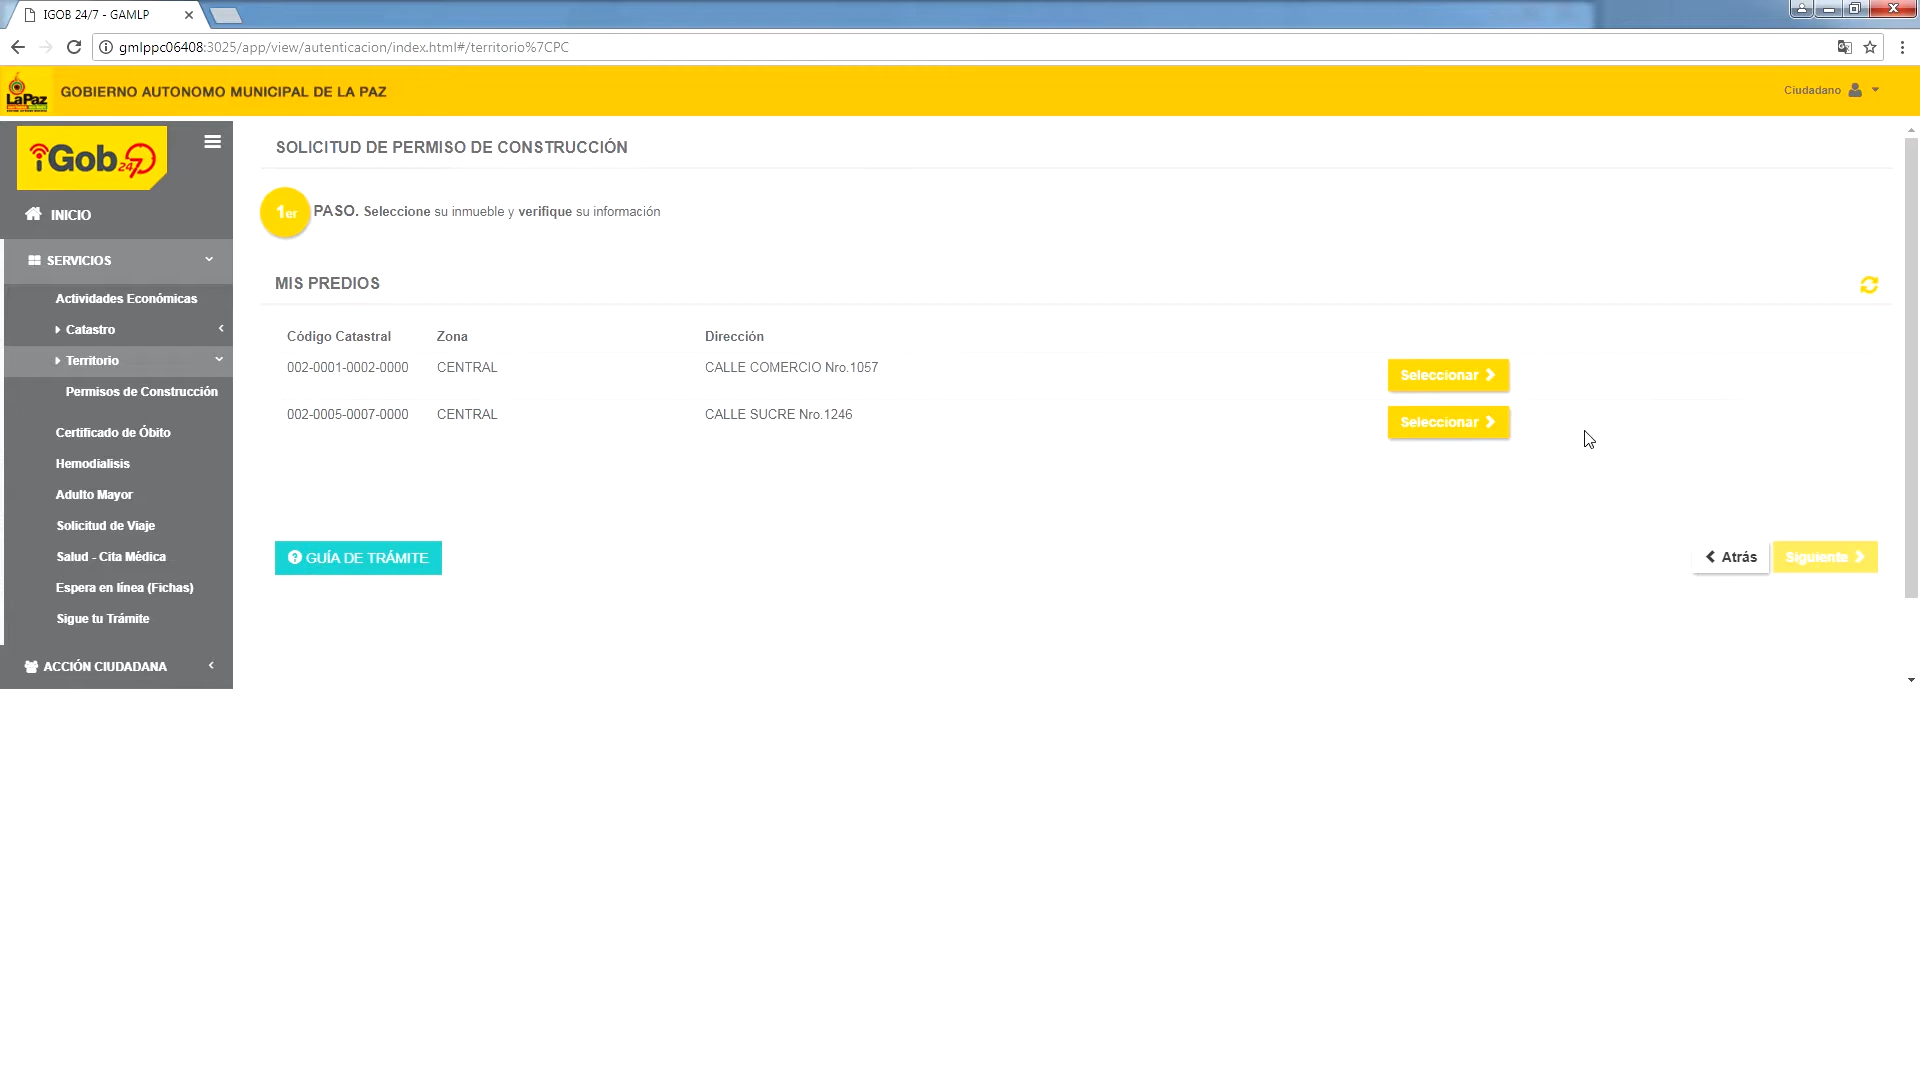 IGOB 24/7 - GAMLP
gmlppc06408:3025/app/view/autenticacion/index.html#/territorio%7CPC
LaPaz
GOBIERNO AUTONOMO MUNICIPAL DE LA PAZ
Ciudadano
iGob 24/7
INICIO
SERVICIOS
Actividades Económicas
Catastro
Territorio
Permisos de Construcción
Certificado de Óbito
Hemodialisis
Adulto Mayor
Solicitud de Viaje
Salud - Cita Médica
Espera en línea (Fichas)
Sigue tu Trámite
ACCIÓN CIUDADANA
SOLICITUD DE PERMISO DE CONSTRUCCIÓN
1er PASO. Seleccione su inmueble y verifique su información
MIS PREDIOS
Código Catastral Zona Dirección
002-0001-0002-0000 CENTRAL CALLE COMERCIO Nro.1057 Seleccionar
002-0005-0007-0000 CENTRAL CALLE SUCRE Nro.1246 Seleccionar
GUÍA DE TRÁMITE Atrás Siguiente